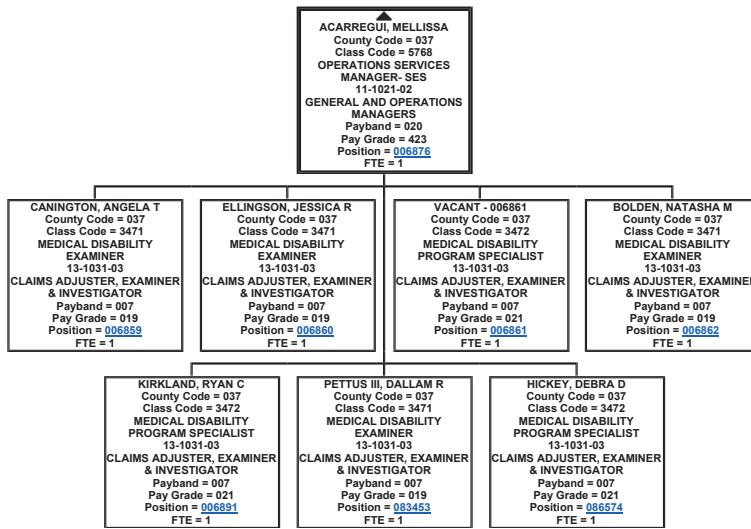 ACARREGUI, MELLISSA
County Code = 037
Class Code = 5768
OPERATIONS SERVICES
MANAGER- SES
11-1021-02
GENERAL AND OPERATIONS
MANAGERS
Payband = 020
Pay Grade = 423
Position = 006876
FTE = 1
CANINGTON, ANGELA T
County Code = 037
Class Code = 3471
MEDICAL DISABILITY
EXAMINER
13-1031-03
CLAIMS ADJUSTER, EXAMINER
& INVESTIGATOR
Payband = 007
Pay Grade = 019
Position = 006859
FTE = 1
ELLINGSON, JESSICA R
County Code = 037
Class Code = 3471
MEDICAL DISABILITY
EXAMINER
13-1031-03
CLAIMS ADJUSTER, EXAMINER
& INVESTIGATOR
Payband = 007
Pay Grade = 019
Position = 006860
FTE = 1
VACANT - 006861
County Code = 037
Class Code = 3472
MEDICAL DISABILITY
PROGRAM SPECIALIST
13-1031-03
CLAIMS ADJUSTER, EXAMINER
& INVESTIGATOR
Payband = 007
Pay Grade = 021
Position = 006861
FTE = 1
BOLDEN, NATASHA M
County Code = 037
Class Code = 3471
MEDICAL DISABILITY
EXAMINER
13-1031-03
CLAIMS ADJUSTER, EXAMINER
& INVESTIGATOR
Payband = 007
Pay Grade = 019
Position = 006862
FTE = 1
KIRKLAND, RYAN C
County Code = 037
Class Code = 3472
MEDICAL DISABILITY
PROGRAM SPECIALIST
13-1031-03
CLAIMS ADJUSTER, EXAMINER
& INVESTIGATOR
Payband = 007
Pay Grade = 021
Position = 006891
FTE = 1
PETTUS III, DALLAM R
County Code = 037
Class Code = 3471
MEDICAL DISABILITY
EXAMINER
13-1031-03
CLAIMS ADJUSTER, EXAMINER
& INVESTIGATOR
Payband = 007
Pay Grade = 019
Position = 083453
FTE = 1
HICKEY, DEBRA D
County Code = 037
Class Code = 3472
MEDICAL DISABILITY
PROGRAM SPECIALIST
13-1031-03
CLAIMS ADJUSTER, EXAMINER
& INVESTIGATOR
Payband = 007
Pay Grade = 021
Position = 086574
FTE = 1